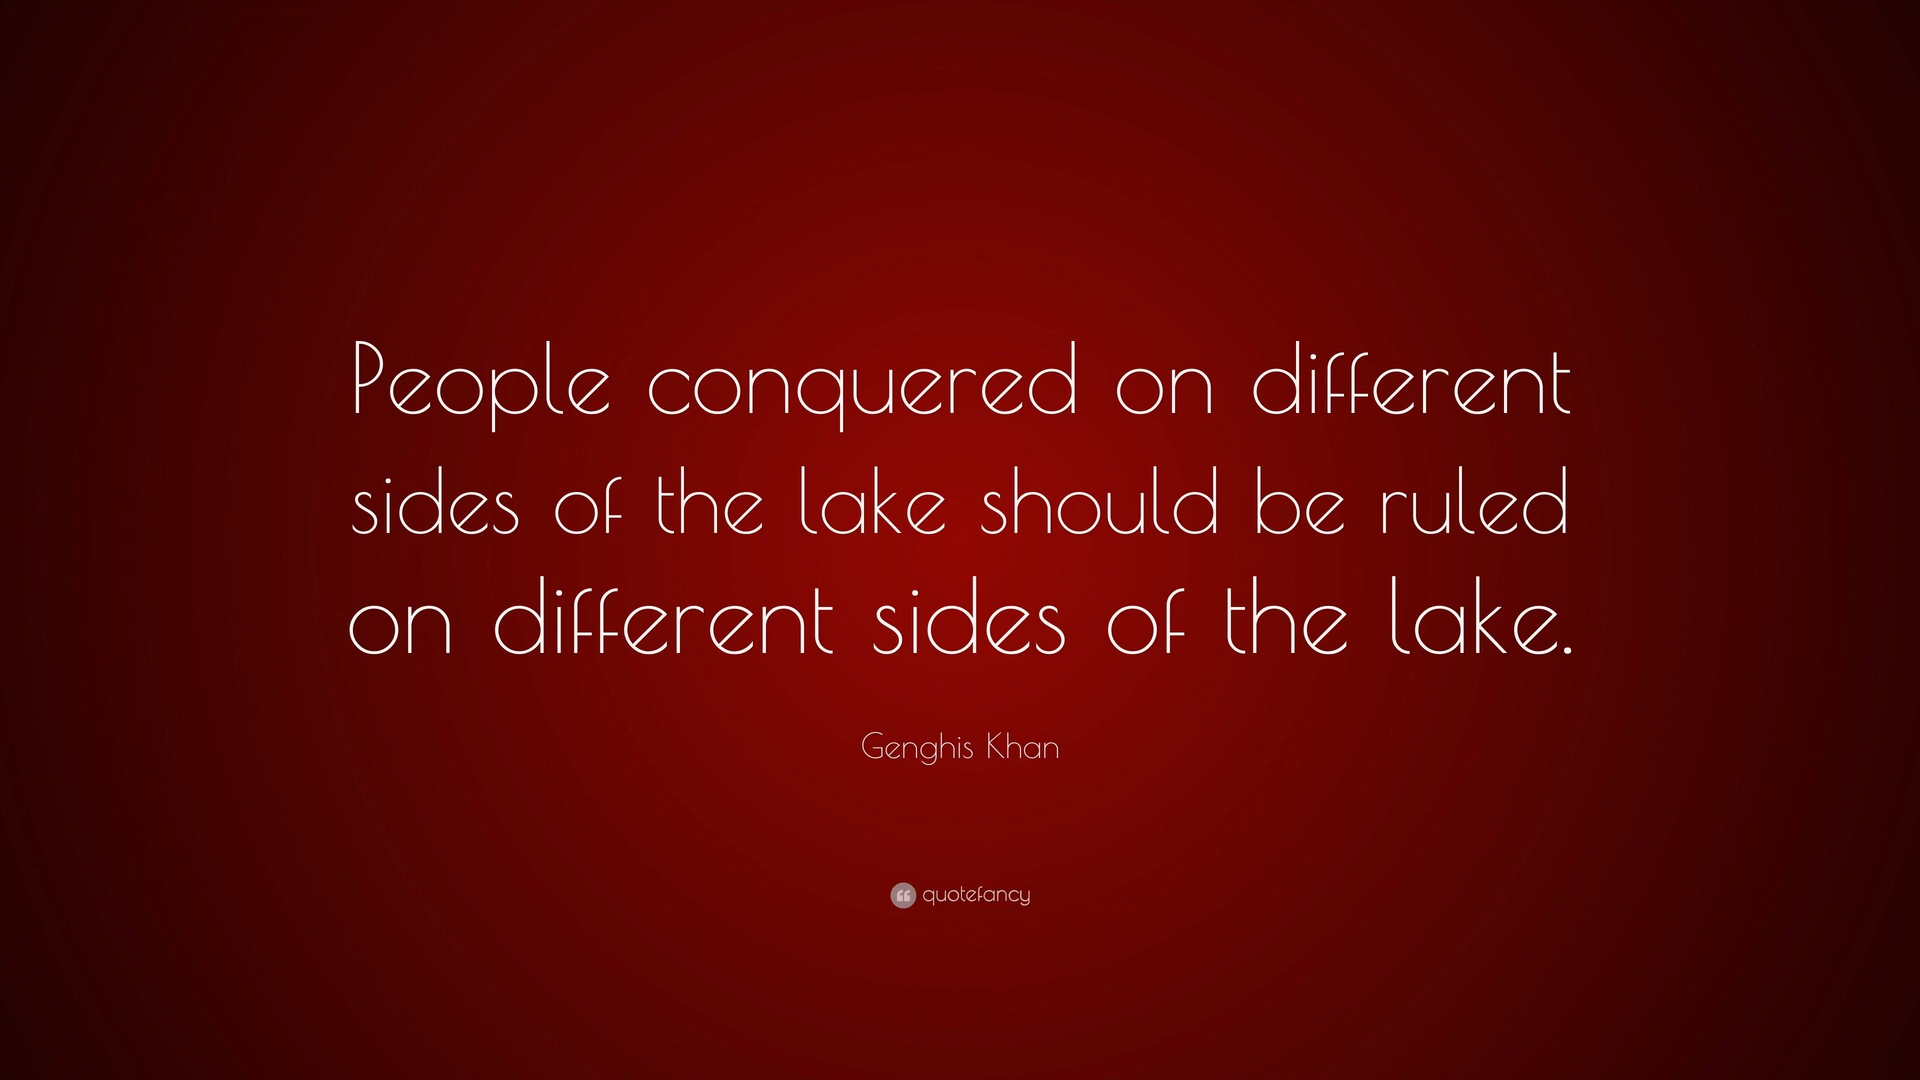 People conquered on different
sides of the lake should be ruled
on different sides of the lake.
Genghis Khan
quotefancy